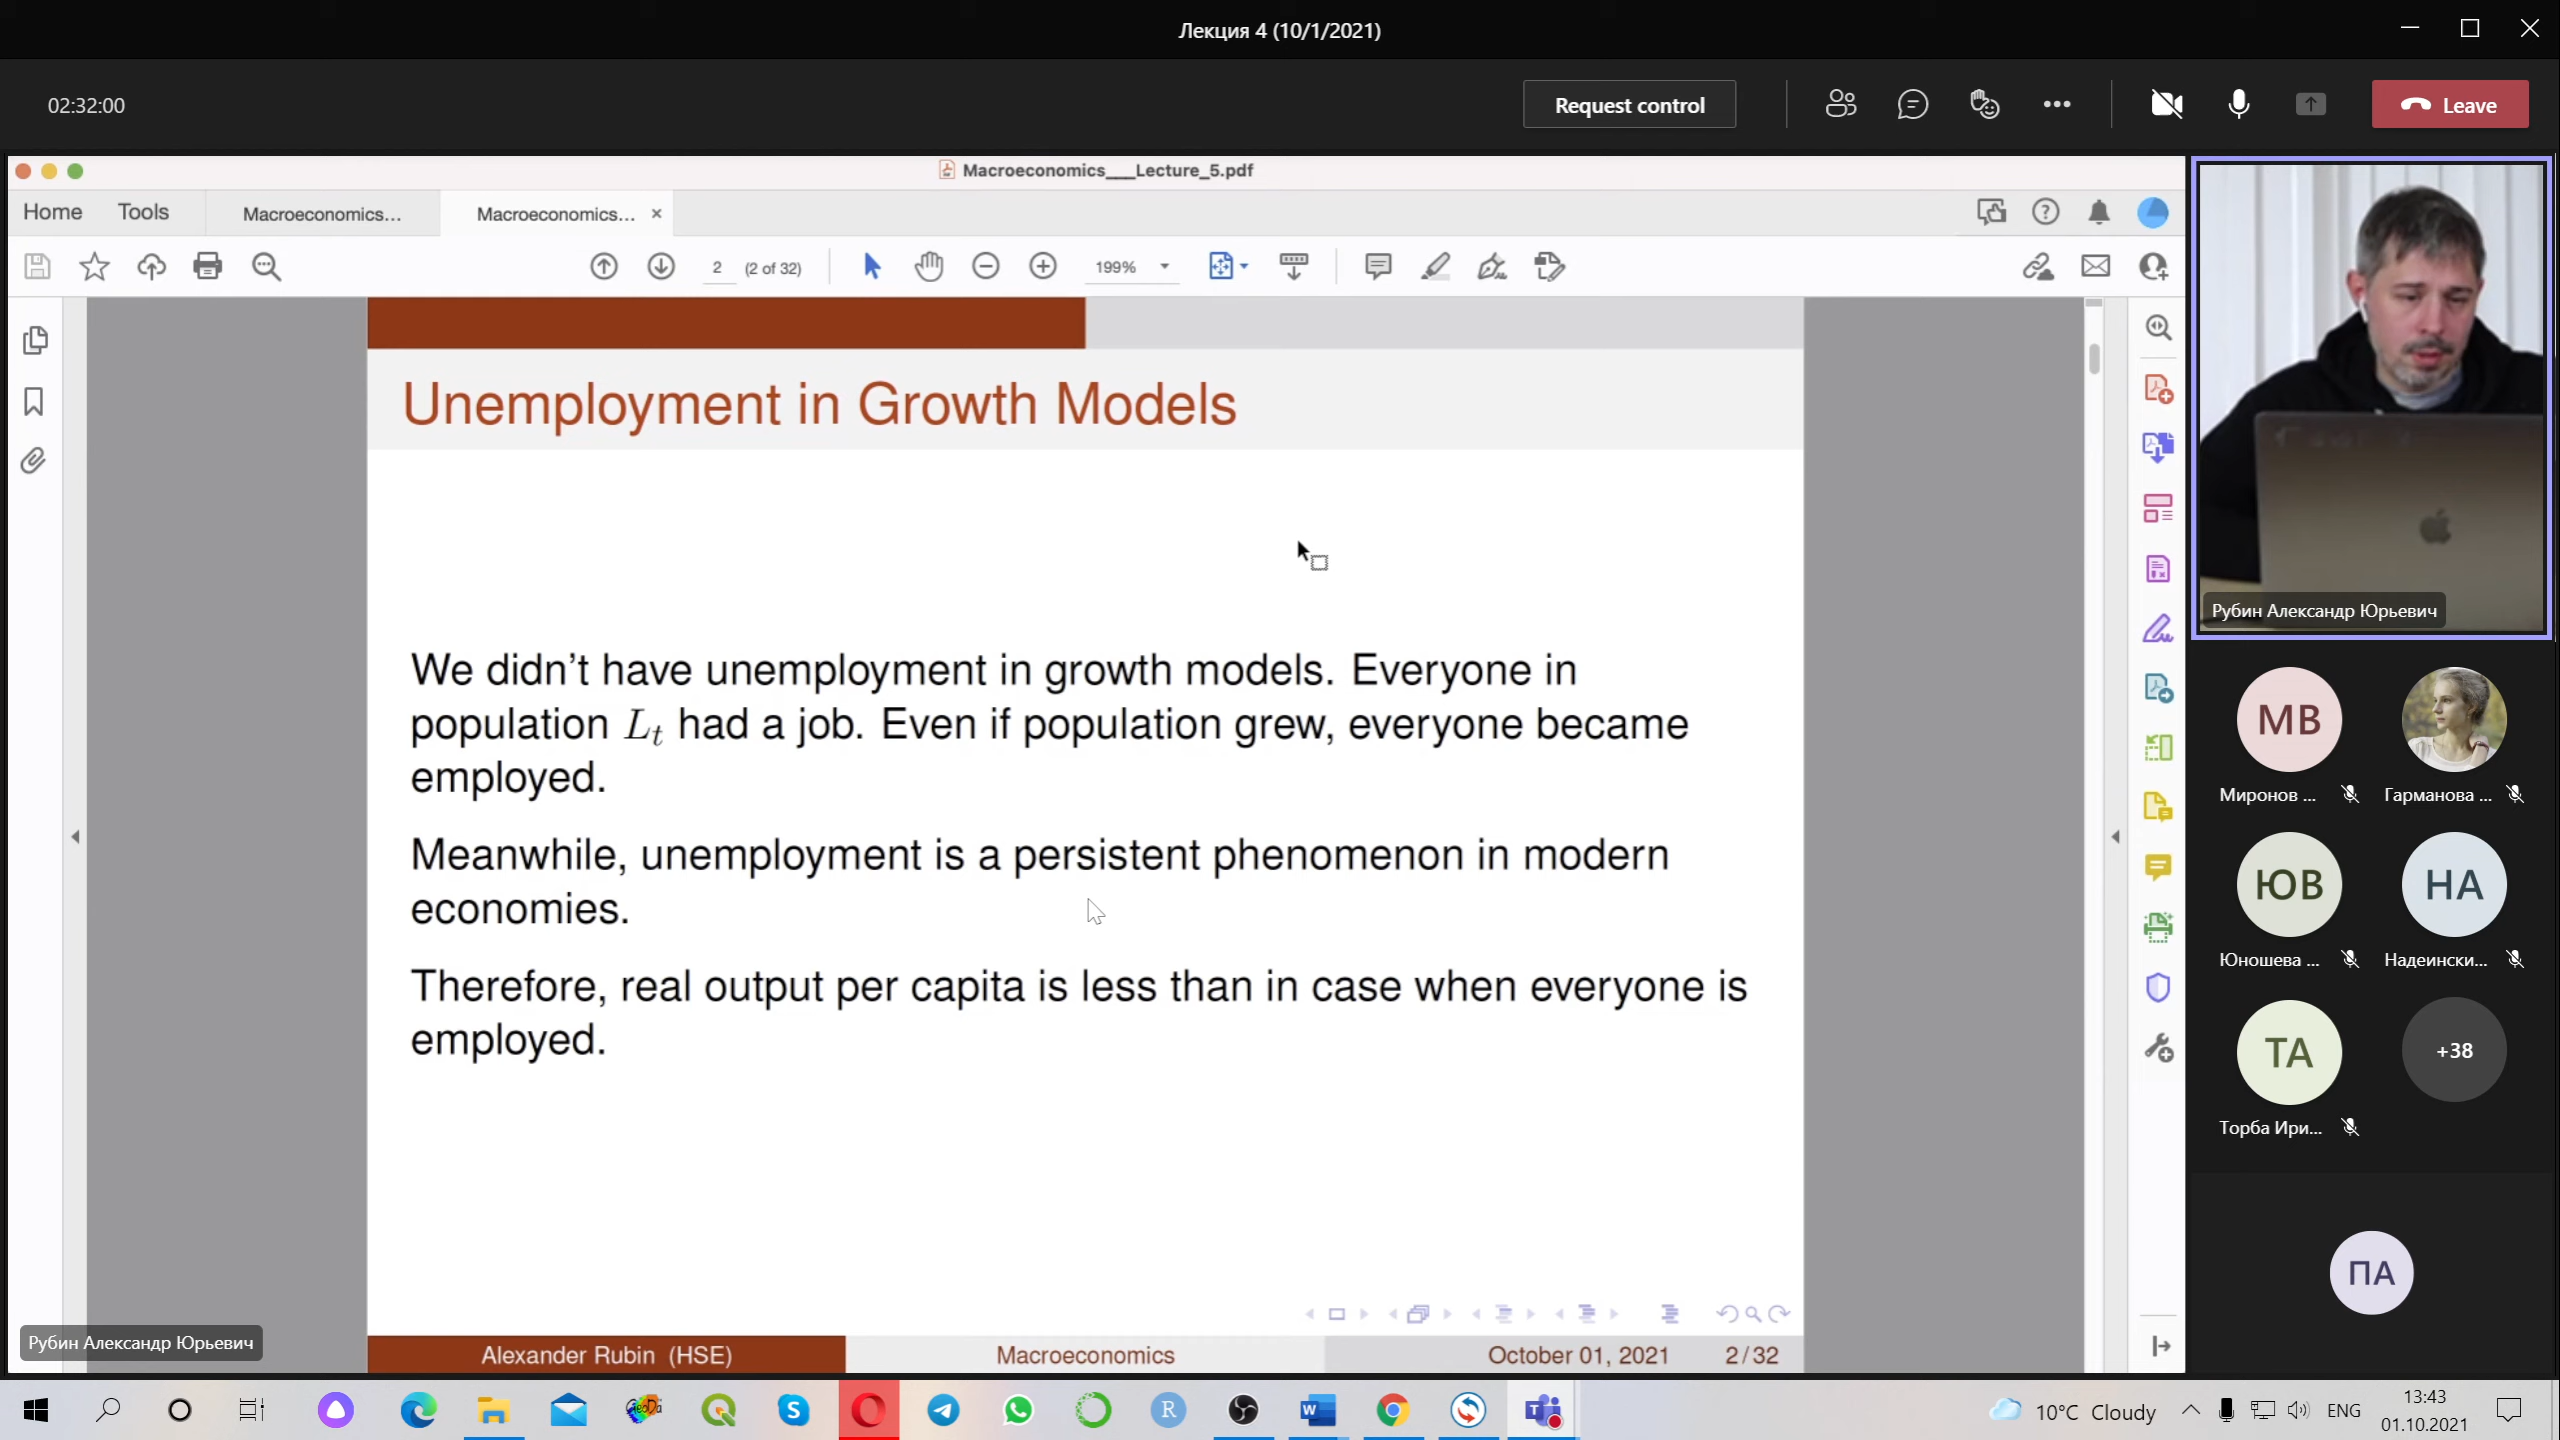 Лекция 4 (10/1/2021)
02:32:00
Request control
Leave
Macroeconomics___Lecture_5.pdf
Home
Tools
Macroeconomics...
Macroeconomics...
2
(2 of 32)
199%
Unemployment in Growth Models
We didn't have unemployment in growth models. Everyone in
population Lt had a job. Even if population grew, everyone became
employed.
Meanwhile, unemployment is a persistent phenomenon in modern
economies.
Therefore, real output per capita is less than in case when everyone is
employed.
Alexander Rubin (HSE)
Macroeconomics
October 01, 2021
2/32
Рубин Александр Юрьевич
Рубин Александр Юрьевич
МВ
Миронов ...
Гарманова ...
ЮВ
НА
Юношева ...
Надеински...
ТА
+38
Торба Ири...
ПА
GeoDa
R
10°C Cloudy
ENG
13:43
01.10.2021